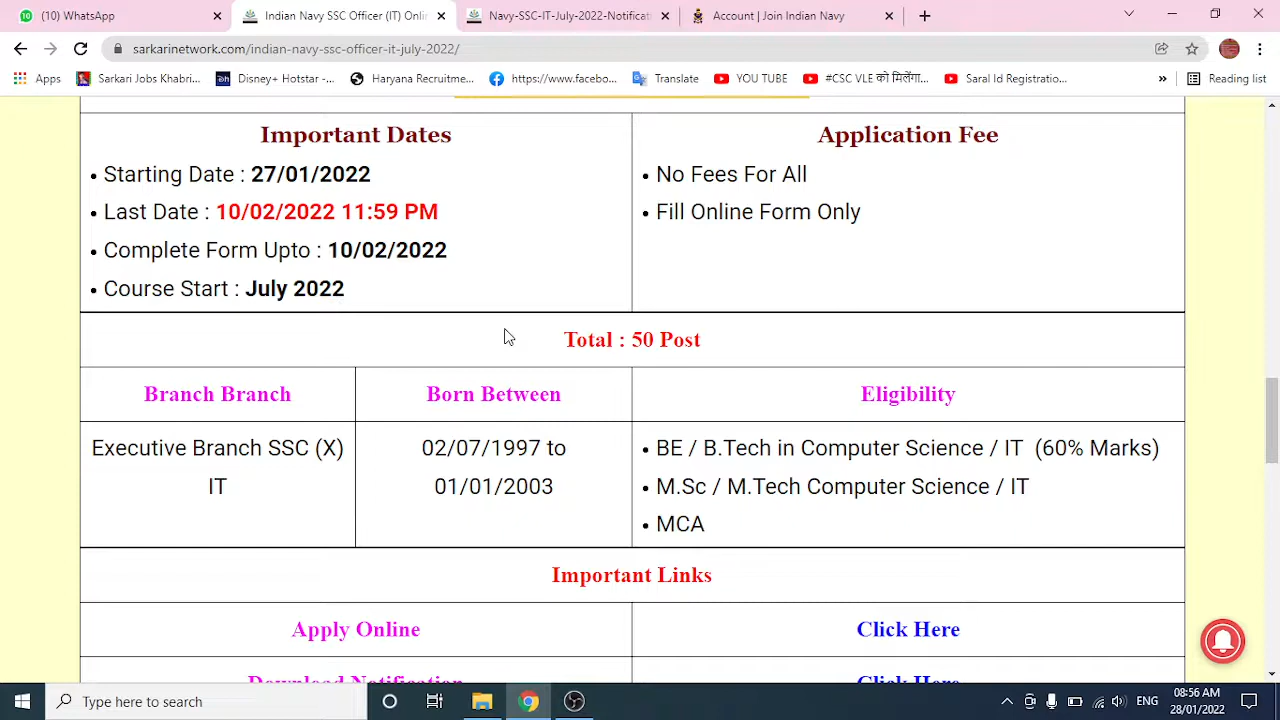 (10) WhatsApp
Indian Navy SSC Officer (IT) Onli
Navy-SSC-IT-July-2022-Notificati
Account | Join Indian Navy
sarkarinetwork.com/indian-navy-ssc-officer-it-july-2022/
Apps
Sarkari Jobs Khabri...
Disney+ Hotstar -...
Haryana Recruitme...
https://www.facebo...
Translate
YOU TUBE
#CSC VLE को मिलेंगा...
Saral Id Registratio...
»
Reading list
Important Dates
• Starting Date : 27/01/2022
• Last Date : 10/02/2022 11:59 PM
• Complete Form Upto : 10/02/2022
• Course Start : July 2022
Application Fee
• No Fees For All
• Fill Online Form Only
Total : 50 Post
Branch Branch
Born Between
Eligibility
Executive Branch SSC (X)
IT
02/07/1997 to
01/01/2003
• BE / B.Tech in Computer Science / IT (60% Marks)
• M.Sc / M.Tech Computer Science / IT
• MCA
Important Links
Apply Online
Click Here
Download Notification
Click Here
Type here to search
ENG
08:56 AM
28/01/2022